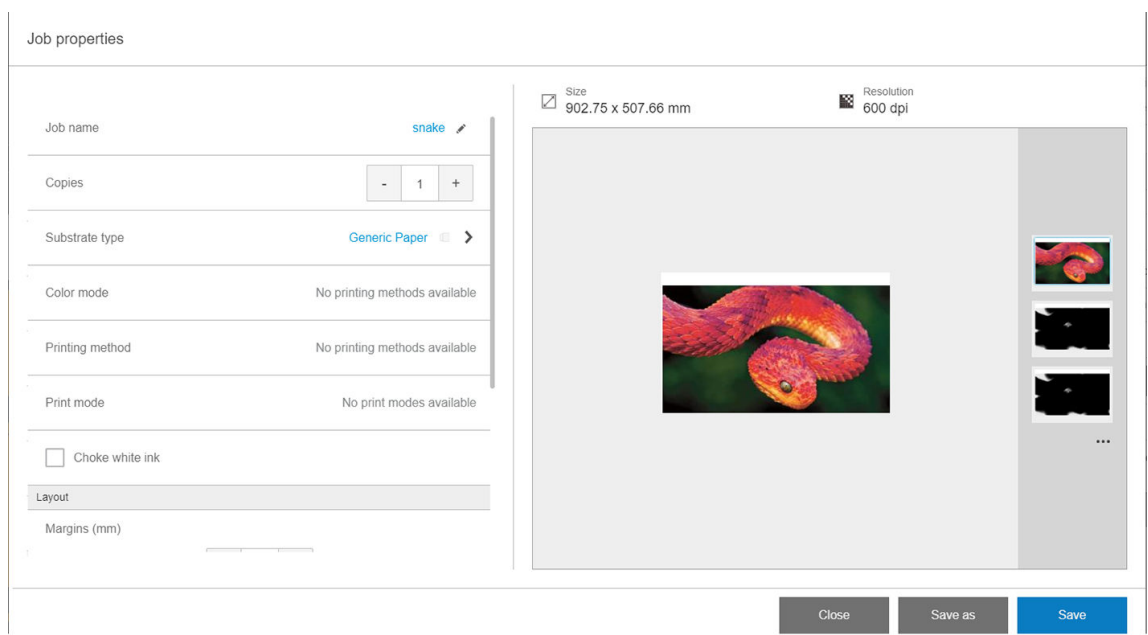 Job properties
Size
902.75 x 507.66 mm
Resolution
600 dpi
Job name
snake
Copies
- 1 +
Substrate type
Generic Paper
Color mode
No printing methods available
Printing method
No printing methods available
Print mode
No print modes available
Choke white ink
Layout
Margins (mm)
Close
Save as
Save